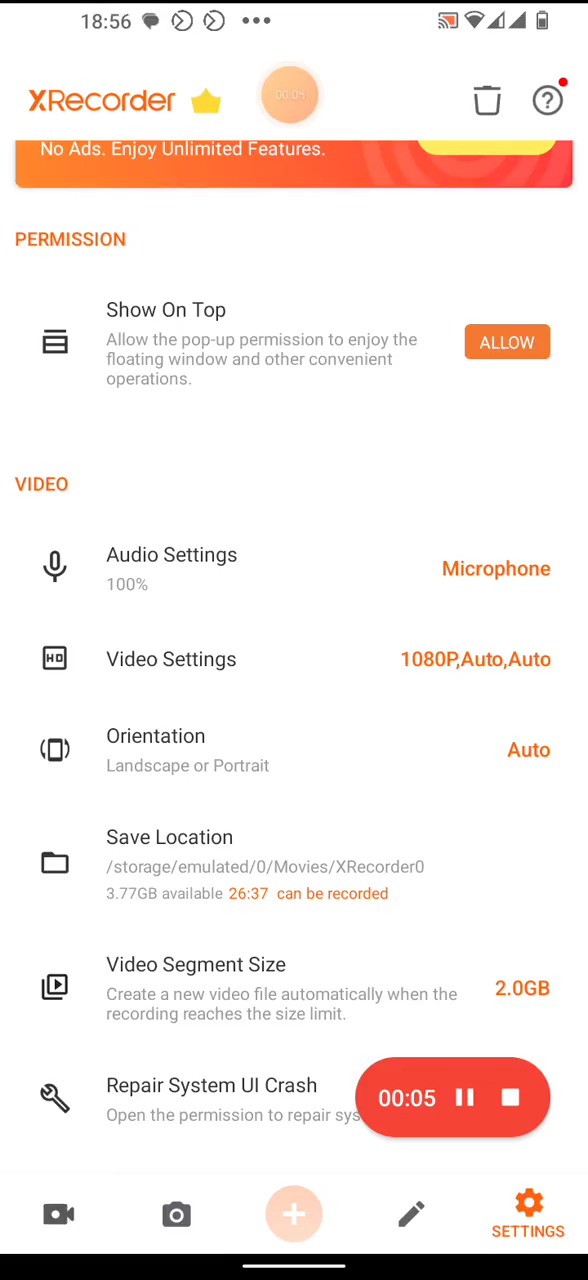 18:56
XRecorder
00:04
No Ads. Enjoy Unlimited Features.
PERMISSION
Show On Top
Allow the pop-up permission to enjoy the
floating window and other convenient
operations.
ALLOW
VIDEO
Audio Settings
100%
Microphone
HD
Video Settings
1080P,Auto,Auto
Orientation
Landscape or Portrait
Auto
Save Location
/storage/emulated/0/Movies/XRecorder0
3.77GB available 26:37 can be recorded
Video Segment Size
Create a new video file automatically when the
recording reaches the size limit.
2.0GB
Repair System UI Crash
Open the permission to repair sys
00:05
SETTINGS